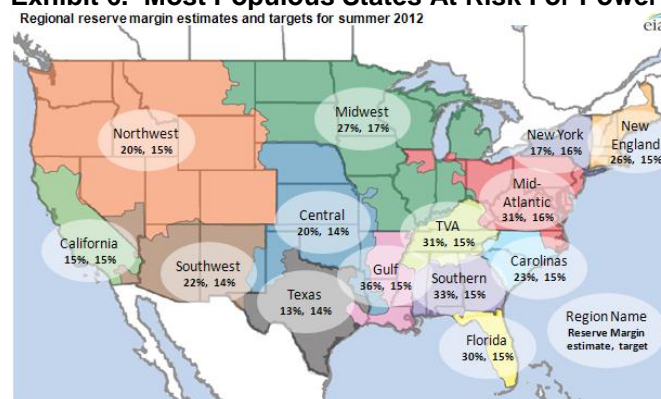 Exhibit 6. Most Populous States At Risk For Power
Regional reserve margin estimates and targets for summer 2012
eia
Northwest
20%, 15%
Midwest
27%, 17%
New York
17%, 16%
New
England
26%, 15%
Mid-
Atlantic
31%, 16%
Central
20%, 14%
TVA
31%, 15%
California
15%, 15%
Southwest
22%, 14%
Gulf
36%, 15%
Southern
33%, 15%
Carolinas
23%, 15%
Texas
13%, 14%
Florida
30%, 15%
Region Name
Reserve Margin
estimate, target